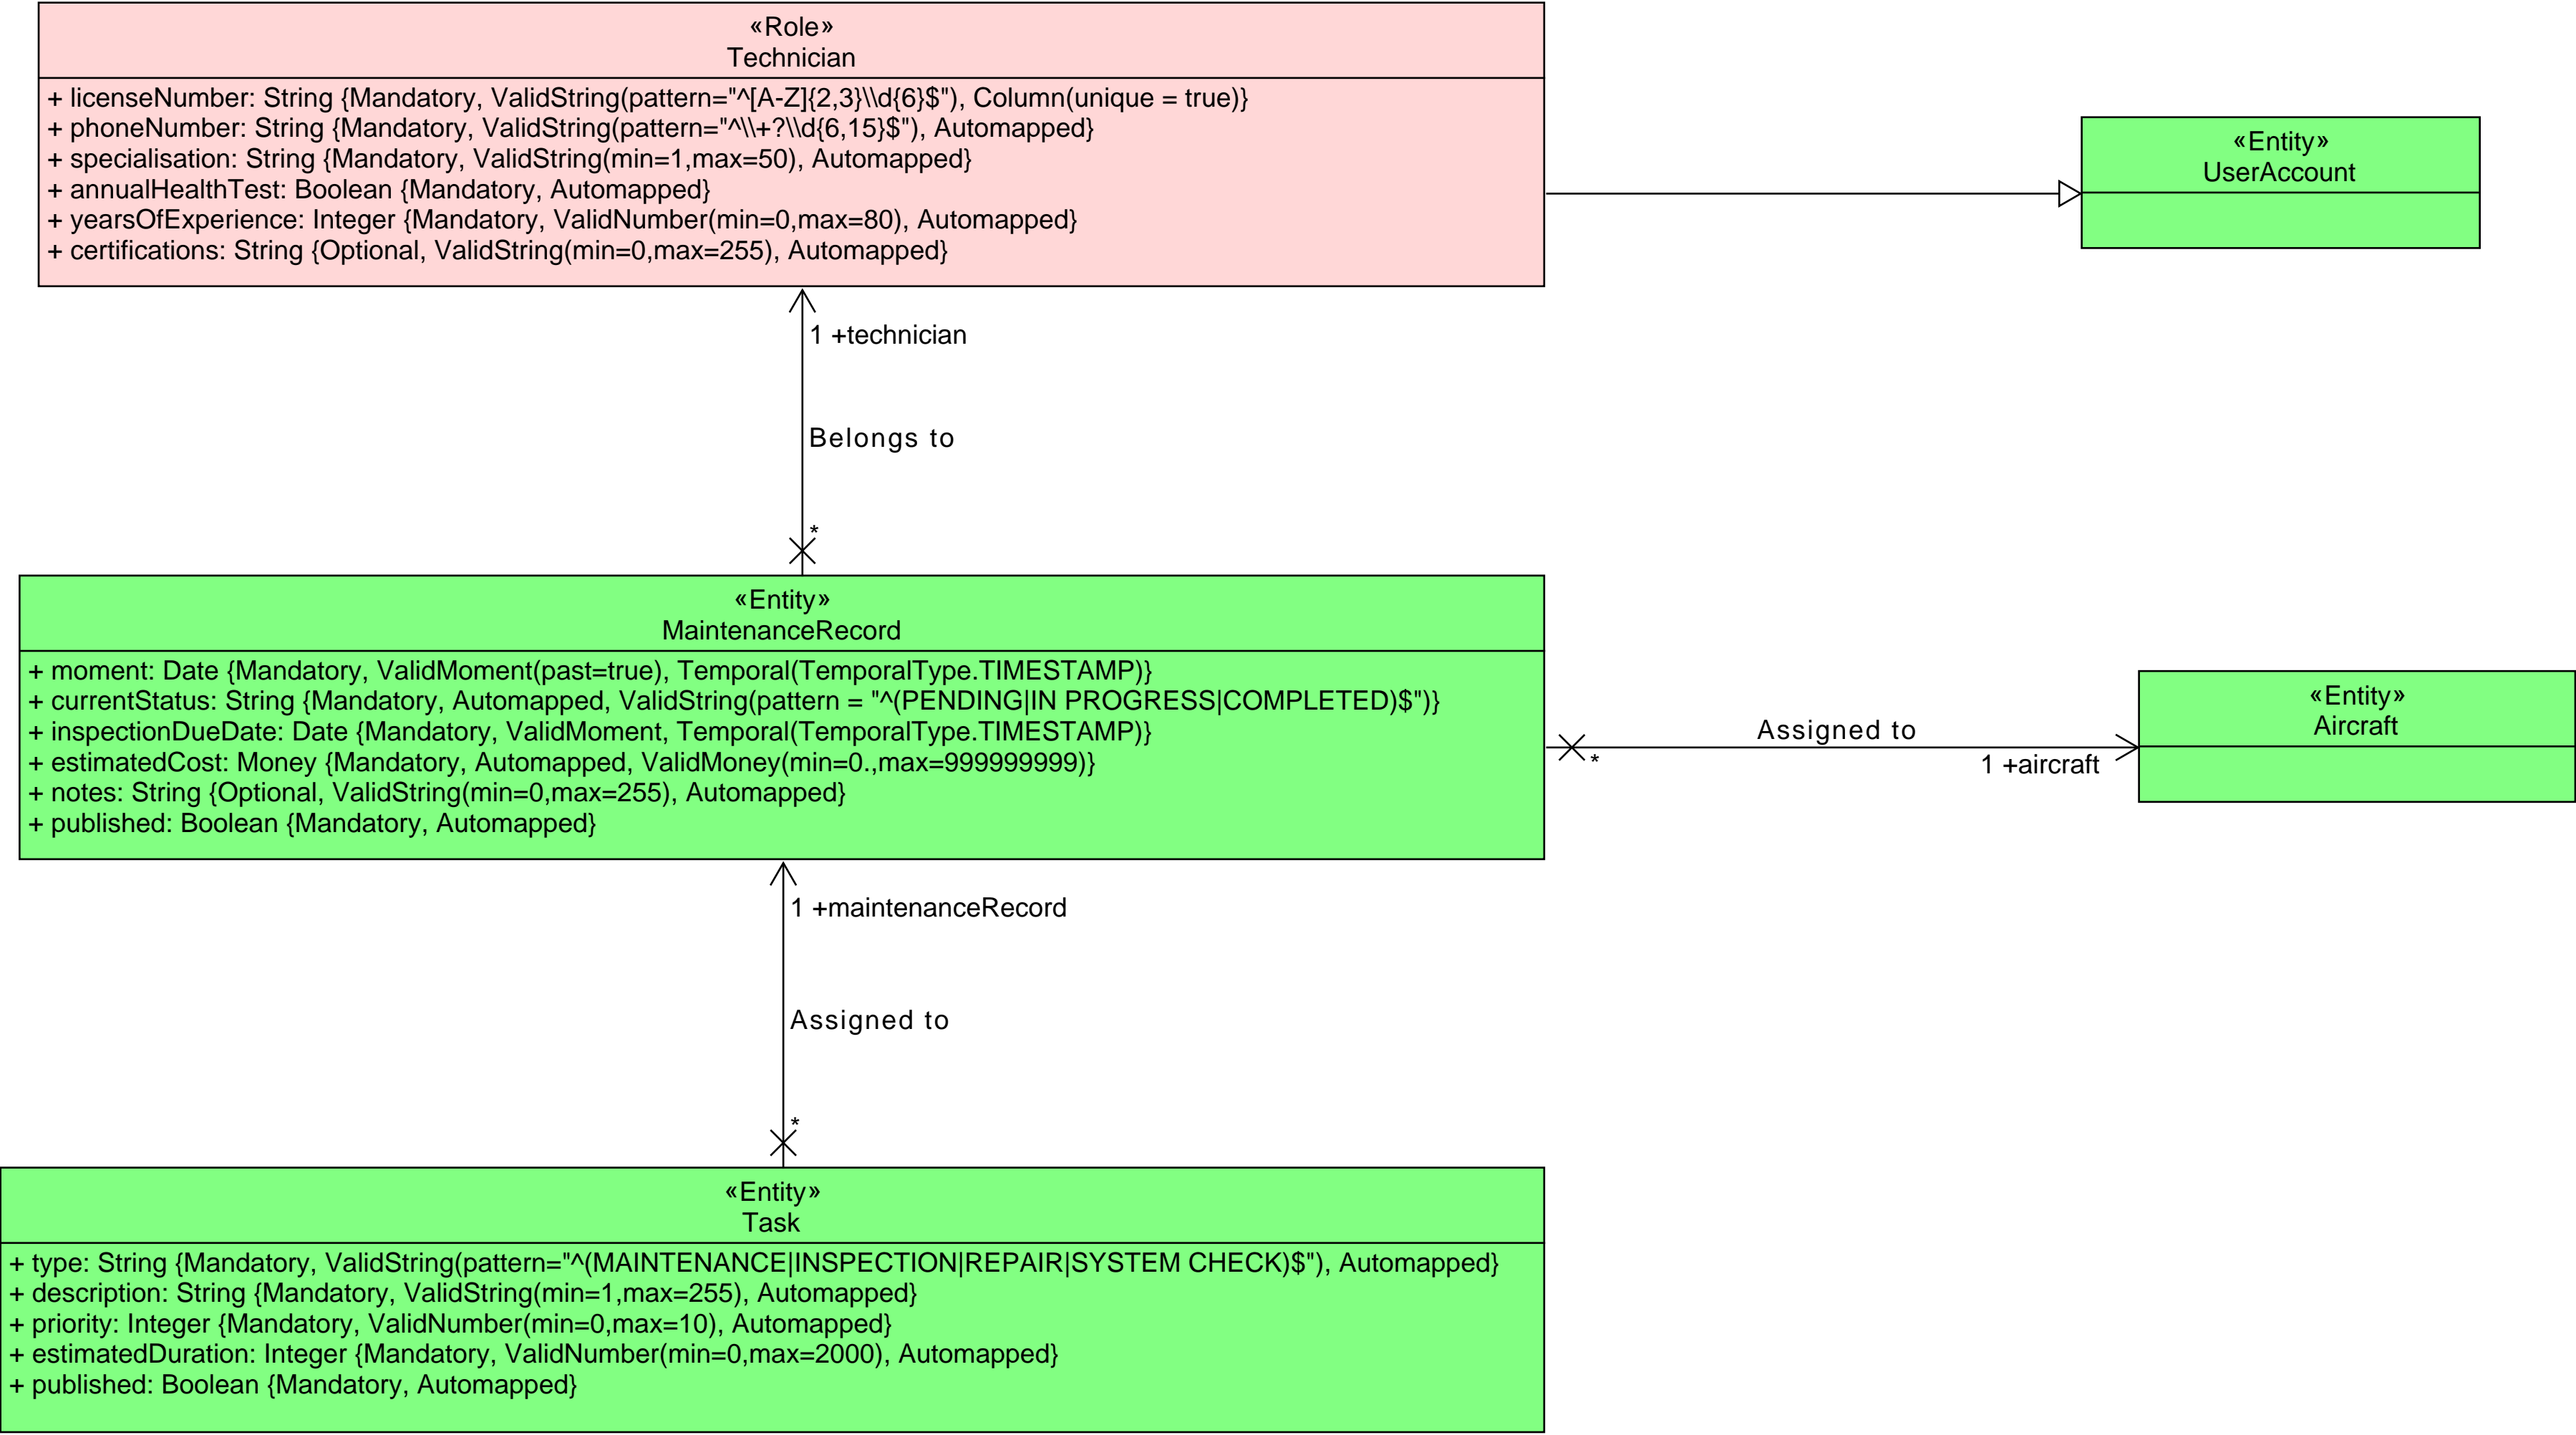 «Role»
Technician
+ licenseNumber: String {Mandatory, ValidString(pattern="^[A-Z]{2,3}\\d{6}$"), Column(unique = true)}
+ phoneNumber: String {Mandatory, ValidString(pattern="^\\+?\\d{6,15}$"), Automapped}
+ specialisation: String {Mandatory, ValidString(min=1,max=50), Automapped}
+ annualHealthTest: Boolean {Mandatory, Automapped}
+ yearsOfExperience: Integer {Mandatory, ValidNumber(min=0,max=80), Automapped}
+ certifications: String {Optional, ValidString(min=0,max=255), Automapped}
«Entity»
UserAccount
1 +technician
Belongs to
*
«Entity»
MaintenanceRecord
+ moment: Date {Mandatory, ValidMoment(past=true), Temporal(TemporalType.TIMESTAMP)}
+ currentStatus: String {Mandatory, Automapped, ValidString(pattern = "^(PENDING|IN PROGRESS|COMPLETED)$")}
+ inspectionDueDate: Date {Mandatory, ValidMoment, Temporal(TemporalType.TIMESTAMP)}
+ estimatedCost: Money {Mandatory, Automapped, ValidMoney(min=0.,max=999999999)}
+ notes: String {Optional, ValidString(min=0,max=255), Automapped}
+ published: Boolean {Mandatory, Automapped}
Assigned to
*
1 +aircraft
«Entity»
Aircraft
1 +maintenanceRecord
Assigned to
*
«Entity»
Task
+ type: String {Mandatory, ValidString(pattern="^(MAINTENANCE|INSPECTION|REPAIR|SYSTEM CHECK)$"), Automapped}
+ description: String {Mandatory, ValidString(min=1,max=255), Automapped}
+ priority: Integer {Mandatory, ValidNumber(min=0,max=10), Automapped}
+ estimatedDuration: Integer {Mandatory, ValidNumber(min=0,max=2000), Automapped}
+ published: Boolean {Mandatory, Automapped}